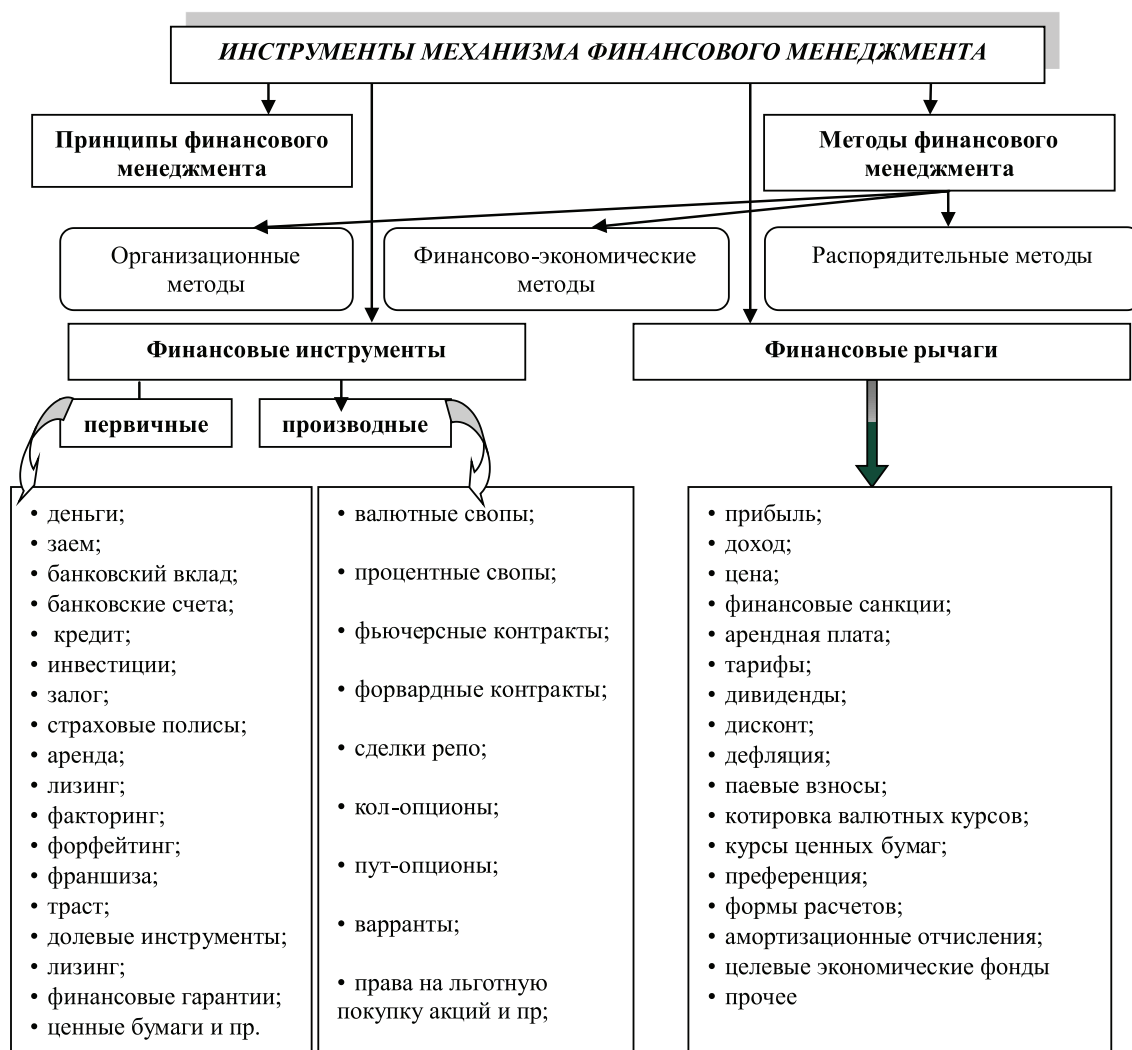 ИНСТРУМЕНТЫ МЕХАНИЗМА ФИНАНСОВОГО МЕНЕДЖМЕНТА
Принципы финансового
менеджмента
Методы финансового
менеджмента
Организационные
методы
Финансово-экономические
методы
Распорядительные методы
Финансовые инструменты
Финансовые рычаги
первичные
производные
• деньги;
• заем;
• банковский вклад;
• банковские счета;
• кредит;
• инвестиции;
• залог;
• страховые полисы;
• аренда;
• лизинг;
• факторинг;
• форфейтинг;
• франшиза;
• траст;
• долевые инструменты;
• лизинг;
• финансовые гарантии;
• ценные бумаги и пр.
• валютные свопы;
• процентные свопы;
• фьючерсные контракты;
• форвардные контракты;
• сделки репо;
• кол-опционы;
• пут-опционы;
• варранты;
• права на льготную
покупку акций и пр;
• прибыль;
• доход;
• цена;
• финансовые санкции;
• арендная плата;
• тарифы;
• дивиденды;
• дисконт;
• дефляция;
• паевые взносы;
• котировка валютных курсов;
• курсы ценных бумаг;
• преференция;
• формы расчетов;
• амортизационные отчисления;
• целевые экономические фонды
• прочее